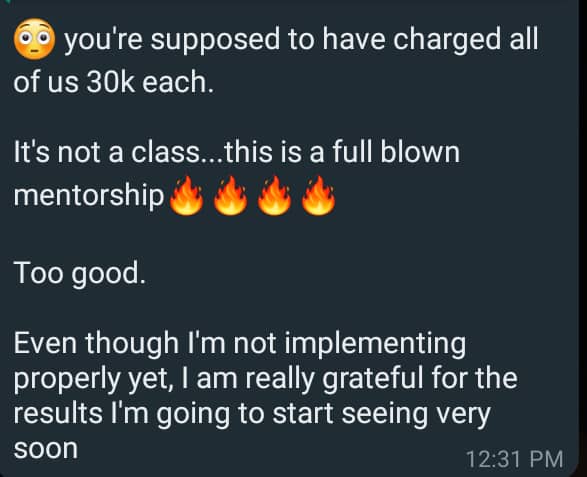 😳 you're supposed to have charged all
of us 30k each.
It's not a class...this is a full blown
mentorship🔥🔥🔥🔥
Too good.
Even though I'm not implementing
properly yet, I am really grateful for the
results I'm going to start seeing very
soon
12:31 PM